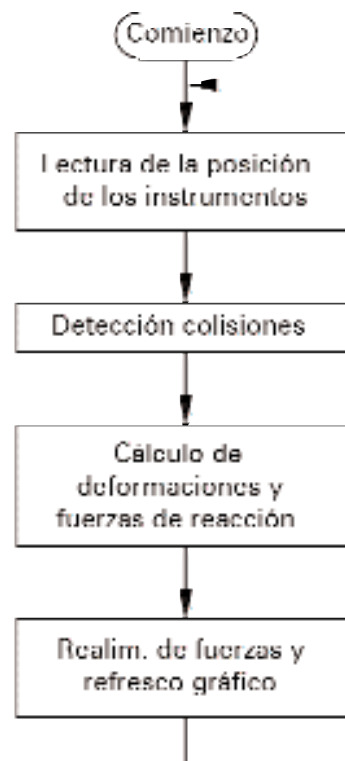 Comienzo
Lectura de la posición
de los instrumentos
Detección colisiones
Cálculo de
deformaciones y
fuerzas de reacción
Realim. de fuerzas y
refresco gráfico